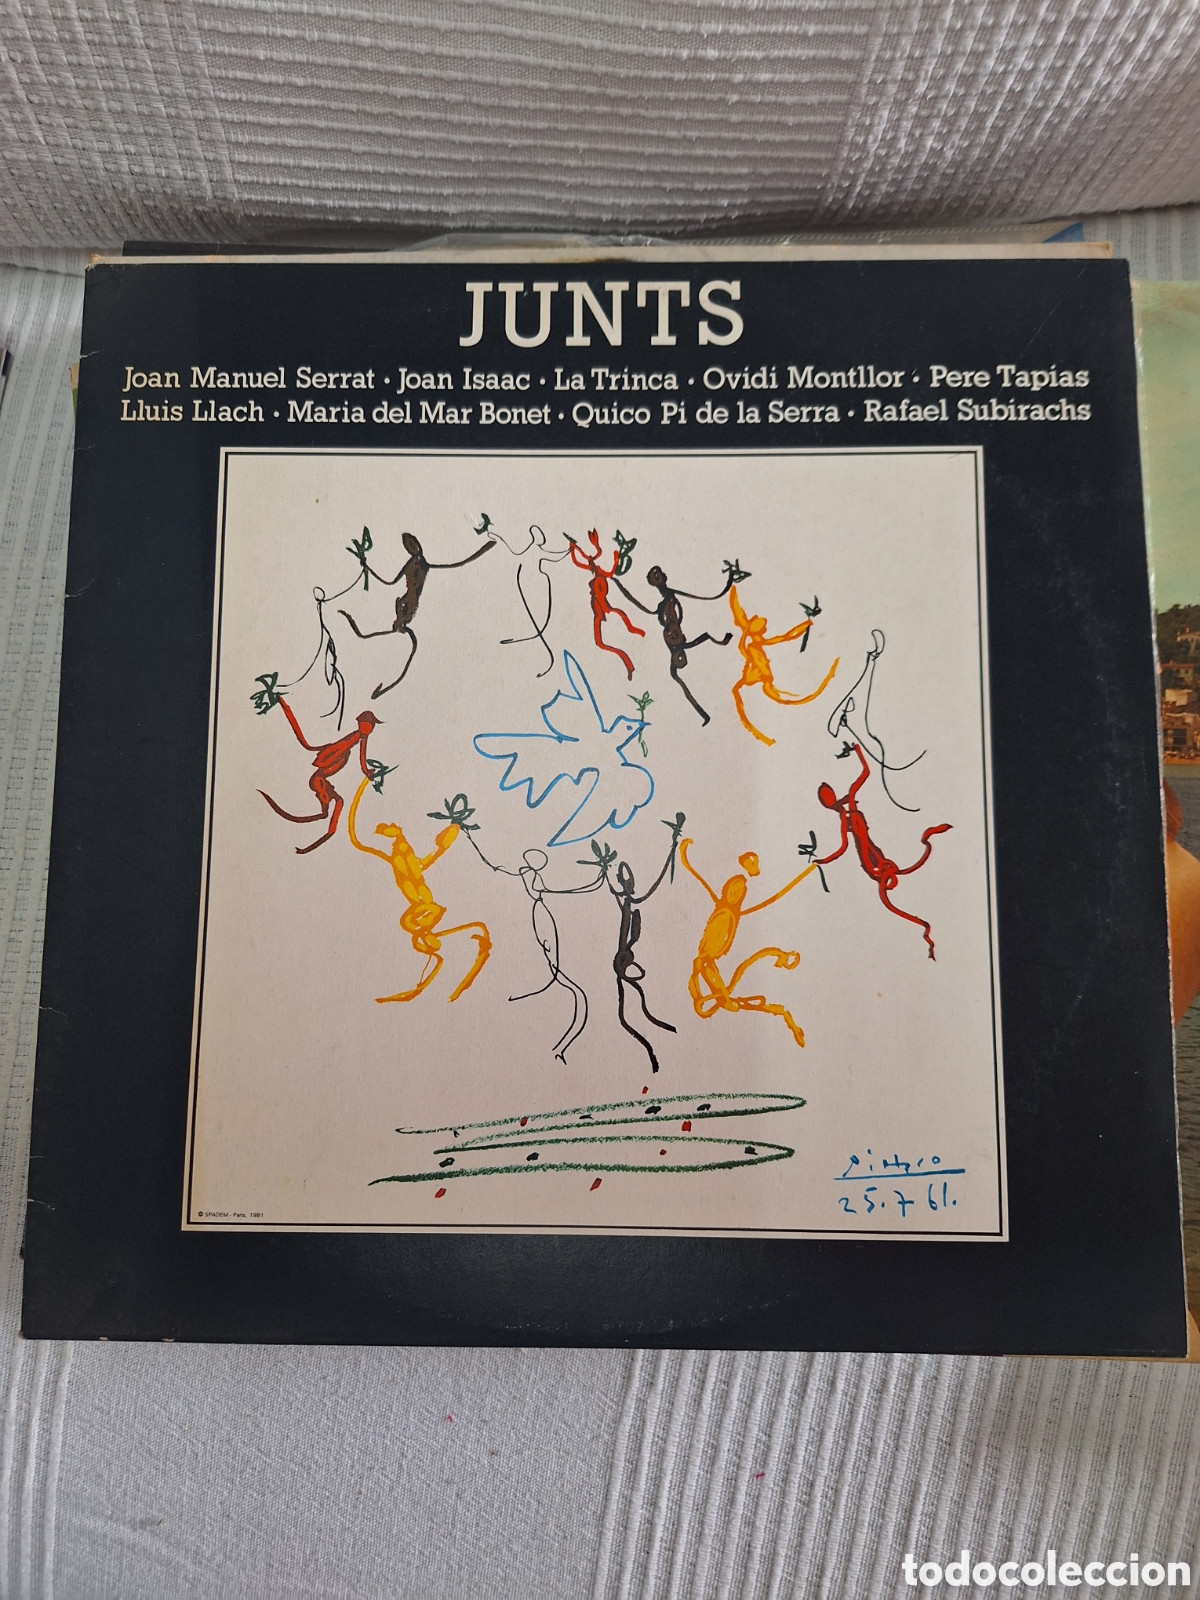 JUNTS
Joan Manuel Serrat · Joan Isaac · La Trinca · Ovidi Montllor · Pere Tapias
Lluis Llach · Maria del Mar Bonet · Quico Pi de la Serra · Rafael Subirachs
Picasso
25.7.61.
© SPADEM - Paris, 1981
todocoleccion